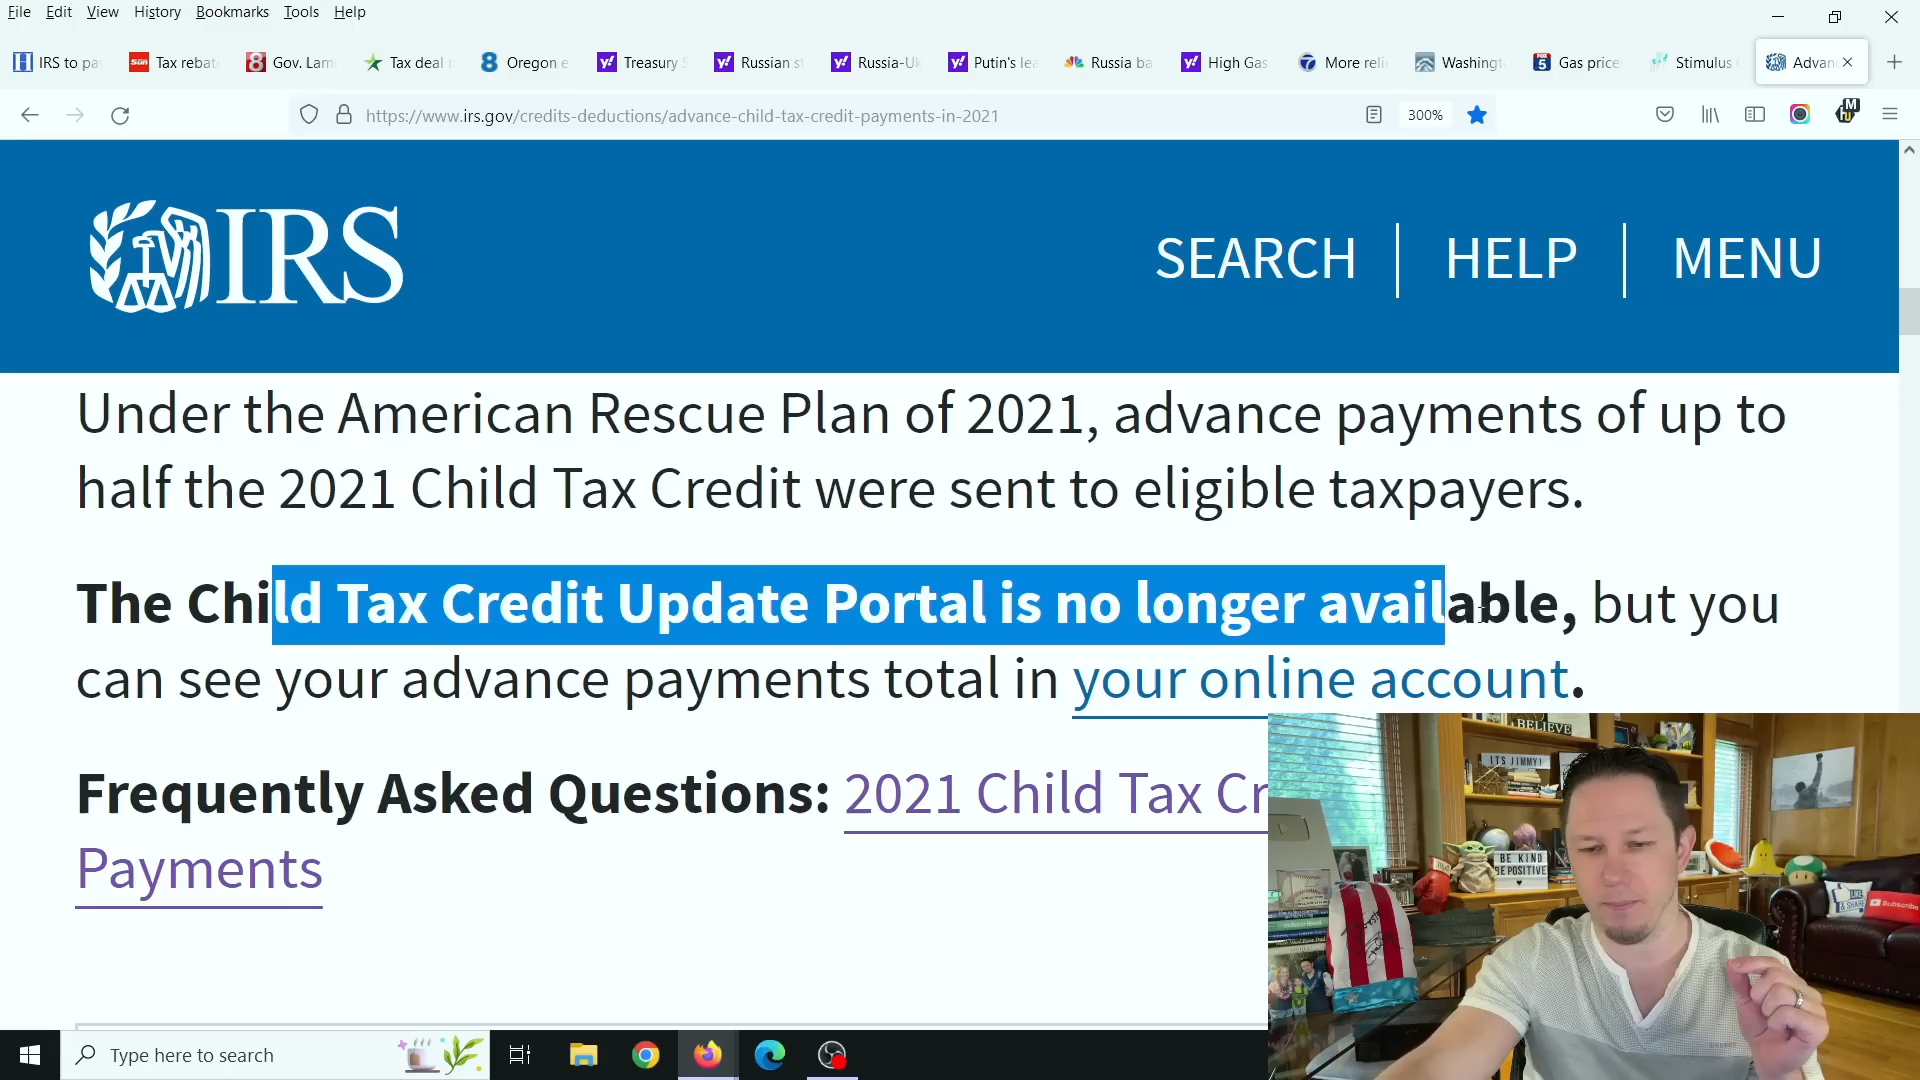 File Edit View History Bookmarks Tools Help
IRS to pa
Tax rebat
Gov. Lam
Tax deal r
Oregon e
Treasury S
Russian st
Russia-Uk
Putin's lea
Russia ba
High Gas
More reli
Washingt
Gas price
Stimulus
Advan
https://www.irs.gov/credits-deductions/advance-child-tax-credit-payments-in-2021
300%
IRS
SEARCH
HELP
MENU
Under the American Rescue Plan of 2021, advance payments of up to
half the 2021 Child Tax Credit were sent to eligible taxpayers.
The Child Tax Credit Update Portal is no longer available, but you
can see your advance payments total in your online account.
Frequently Asked Questions: 2021 Child Tax Cr
Payments
BELIEVE
ITS JIMMY!
BE KIND
BE POSITIVE
LIKE
& SHARE
Subscribe
Type here to search